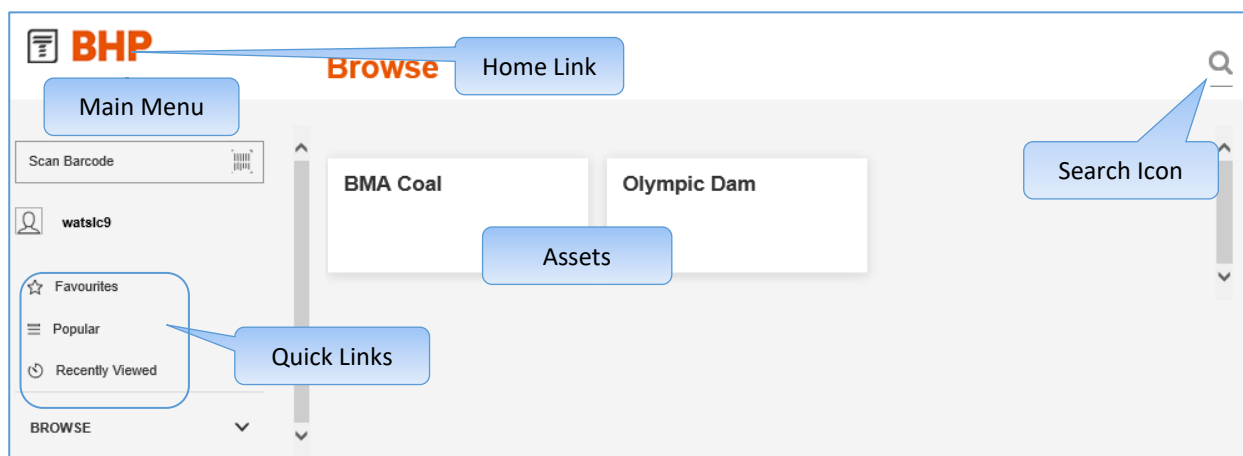 BHP
Browse
Home Link
Main Menu
Scan Barcode
watslc9
Favourites
Popular
Recently Viewed
BROWSE
Quick Links
BMA Coal
Olympic Dam
Assets
Search Icon